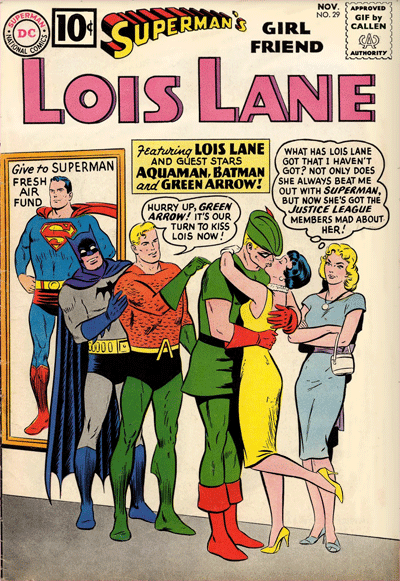 SUPERMAN
DC
NATIONAL COMICS
10¢
SUPERMAN'S
GIRL
FRIEND
NOV.
NO. 29
APPROVED
GIF by
CALLEN
AUTHORITY
LOIS LANE
Featuring LOIS LANE
AND GUEST STARS
AQUAMAN, BATMAN
and GREEN ARROW!
WHAT HAS LOIS LANE
GOT THAT I HAVEN'T
GOT? NOT ONLY DOES
SHE ALWAYS BEAT ME
OUT WITH SUPERMAN,
BUT NOW SHE'S GOT THE
JUSTICE LEAGUE
MEMBERS MAD ABOUT
HER!
Give to SUPERMAN
FRESH
AIR
FUND
HURRY UP, GREEN
ARROW! IT'S OUR
TURN TO KISS
LOIS NOW!
S